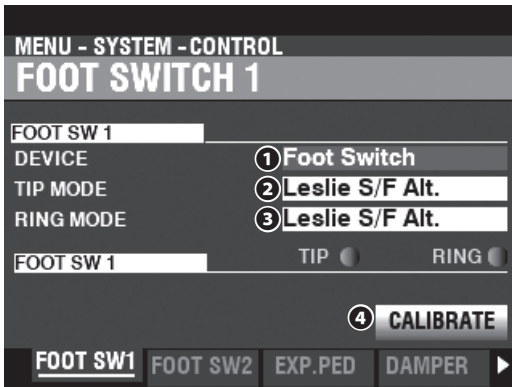 MENU - SYSTEM - CONTROL
FOOT SWITCH 1
FOOT SW 1
DEVICE ① Foot Switch
TIP MODE ② Leslie S/F Alt.
RING MODE ③ Leslie S/F Alt.
FOOT SW 1 TIP RING
④ CALIBRATE
FOOT SW1 FOOT SW2 EXP.PED DAMPER